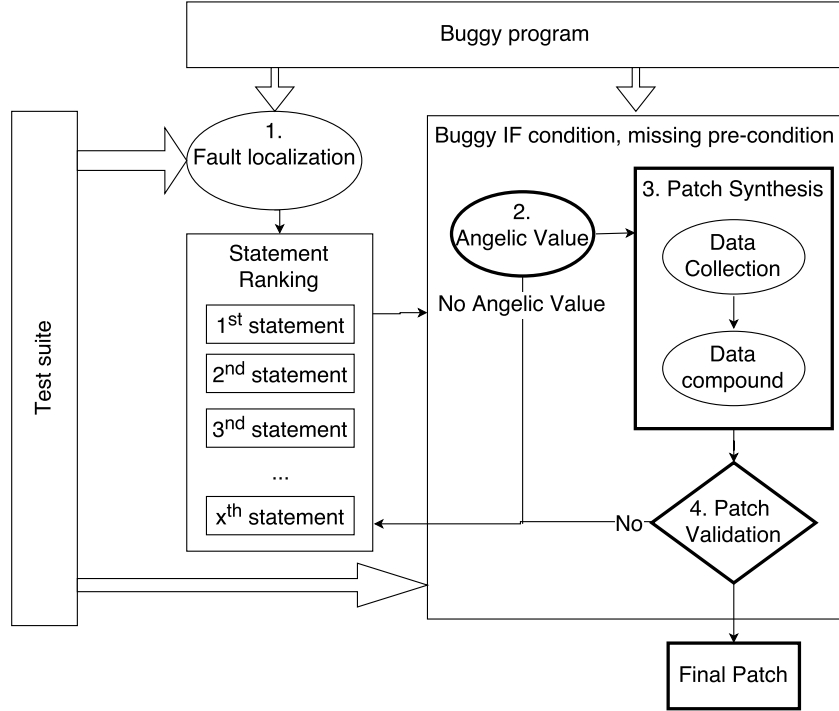 Buggy program
1.
Fault localization
Buggy IF condition, missing pre-condition
Test suite
Statement
Ranking
1st statement
2nd statement
3nd statement
...
xth statement
2.
Angelic Value
No Angelic Value
3. Patch Synthesis
Data
Collection
Data
compound
No
4. Patch
Validation
Final Patch